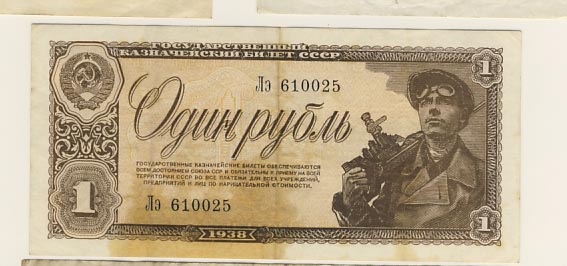 ГОСУДАРСТВЕННЫЙ
КАЗНАЧЕЙСКИЙ БИЛЕТ СССР
1
Лэ 610025
Один рубль
ГОСУДАРСТВЕННЫЕ КАЗНАЧЕЙСКИЕ БИЛЕТЫ ОБЕСПЕЧИВАЮТСЯ
ВСЕМ ДОСТОЯНИЕМ СОЮЗА ССР И ОБЯЗАТЕЛЬНЫ К ПРИЕМУ НА ВСЕЙ
ТЕРРИТОРИИ СССР ВО ВСЕ ПЛАТЕЖИ ДЛЯ ВСЕХ УЧРЕЖДЕНИЙ,
ПРЕДПРИЯТИЙ И ЛИЦ ПО НАРИЦАТЕЛЬНОЙ СТОИМОСТИ.
1
Лэ 610025
1938
1